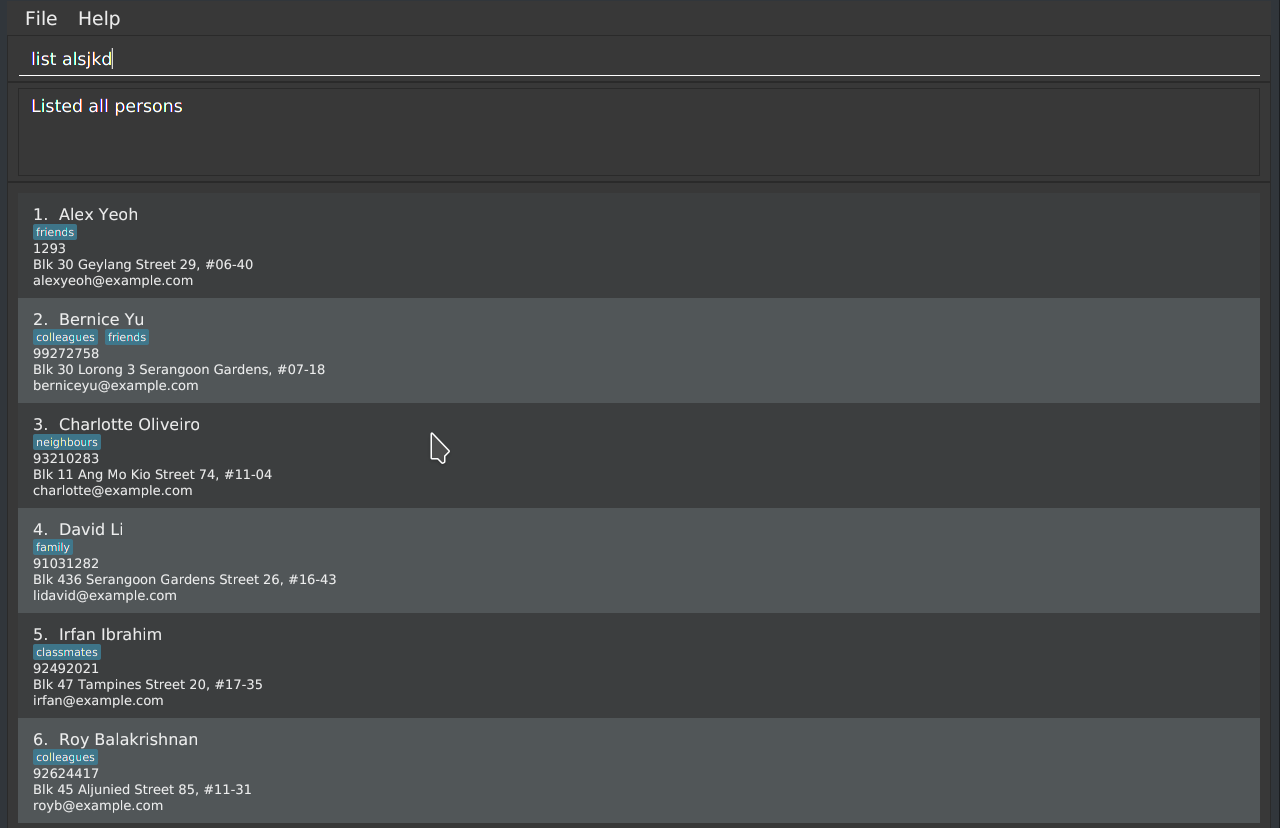 File Help
list alsjkd
Listed all persons
1. Alex Yeoh
friends
1293
Blk 30 Geylang Street 29, #06-40
alexyeoh@example.com
2. Bernice Yu
colleagues friends
99272758
Blk 30 Lorong 3 Serangoon Gardens, #07-18
berniceyu@example.com
3. Charlotte Oliveiro
neighbours
93210283
Blk 11 Ang Mo Kio Street 74, #11-04
charlotte@example.com
4. David Li
family
91031282
Blk 436 Serangoon Gardens Street 26, #16-43
lidavid@example.com
5. Irfan Ibrahim
classmates
92492021
Blk 47 Tampines Street 20, #17-35
irfan@example.com
6. Roy Balakrishnan
colleagues
92624417
Blk 45 Aljunied Street 85, #11-31
royb@example.com